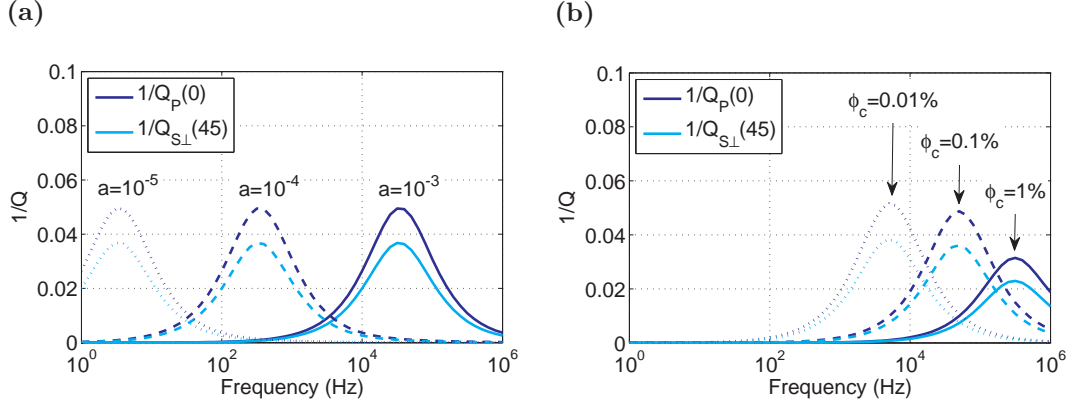 (a)
0.1
0.08
0.06
0.04
0.02
0
1/Q
1/Q_P(0)
1/Q_S⊥(45)
a=10^-5
a=10^-4
a=10^-3
10^0
10^2
10^4
10^6
Frequency (Hz)
(b)
0.1
0.08
0.06
0.04
0.02
0
1/Q
1/Q_P(0)
1/Q_S⊥(45)
ϕ_c=0.01%
ϕ_c=0.1%
ϕ_c=1%
10^0
10^2
10^4
10^6
Frequency (Hz)